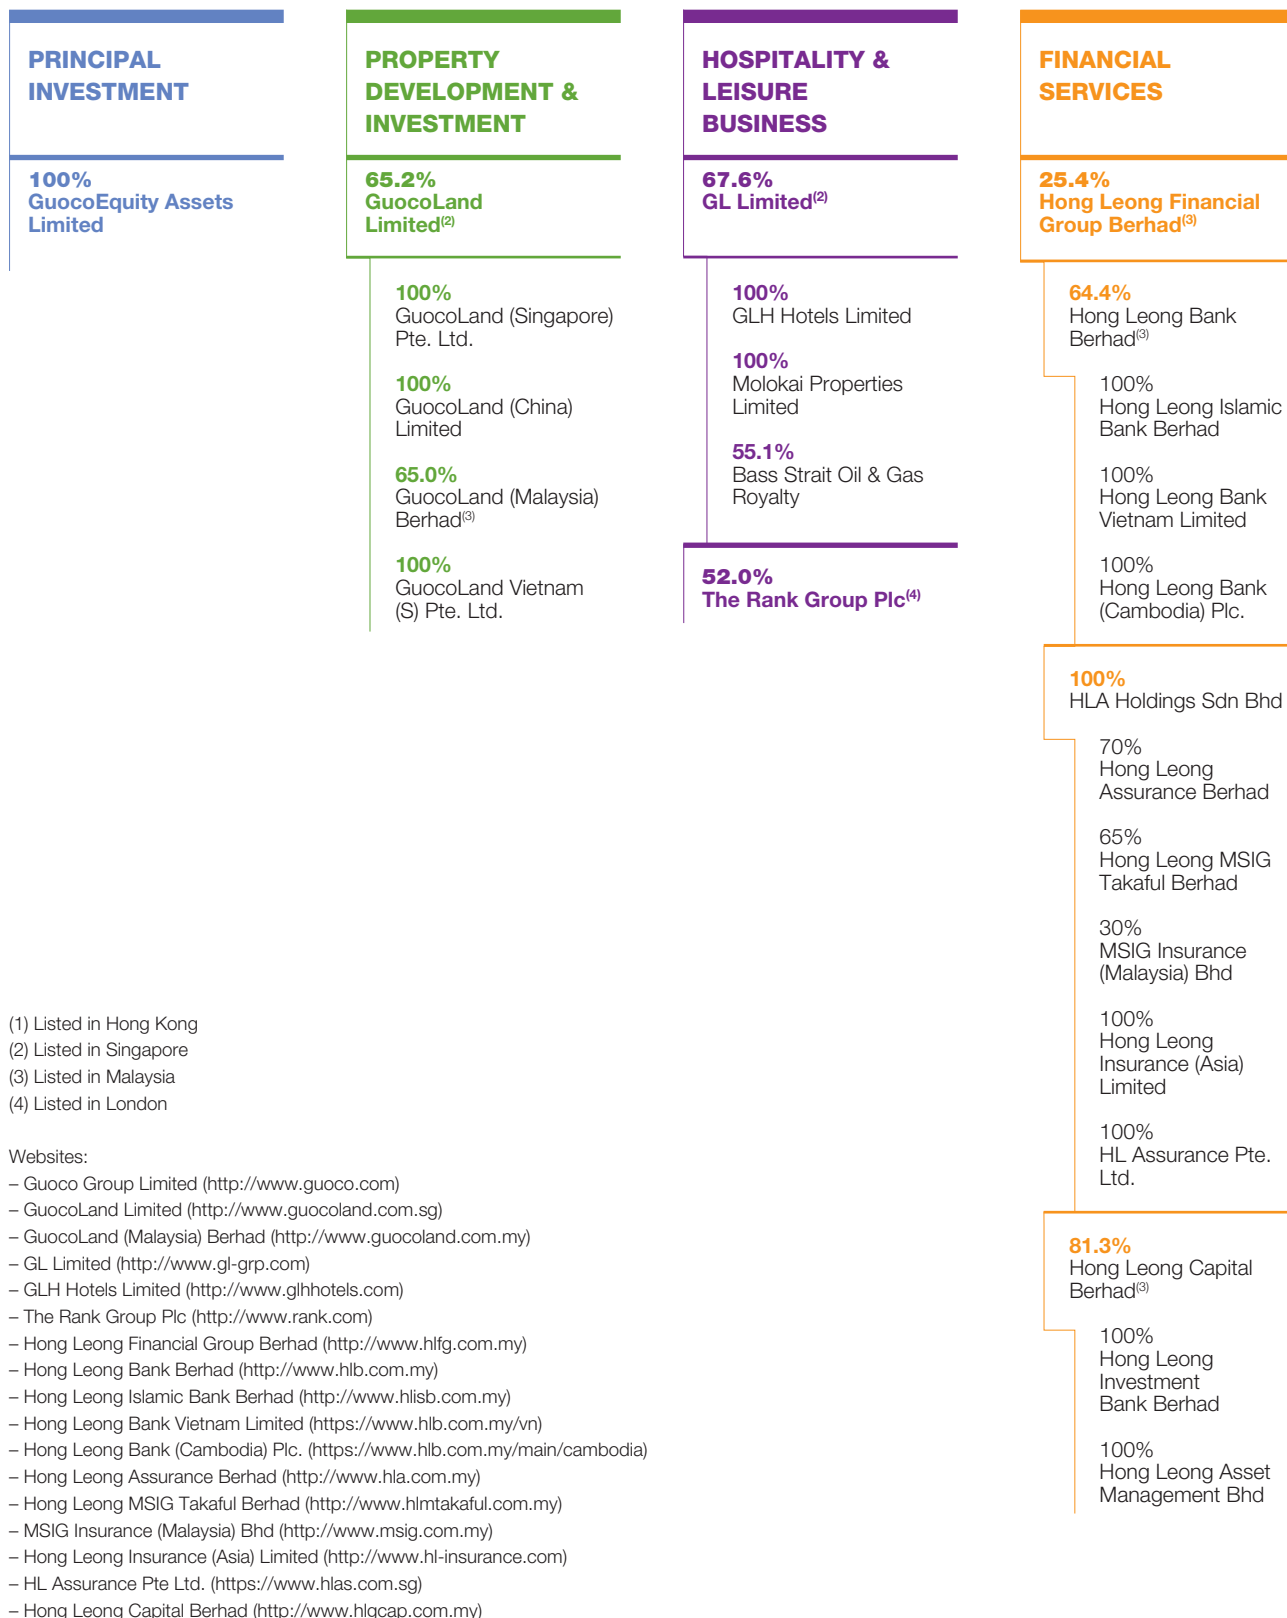 PRINCIPAL
INVESTMENT
100%
GuocoEquity Assets
Limited
PROPERTY
DEVELOPMENT &
INVESTMENT
65.2%
GuocoLand
Limited(2)
100%
GuocoLand (Singapore)
Pte. Ltd.
100%
GuocoLand (China)
Limited
65.0%
GuocoLand (Malaysia)
Berhad(3)
100%
GuocoLand Vietnam
(S) Pte. Ltd.
HOSPITALITY &
LEISURE
BUSINESS
67.6%
GL Limited(2)
100%
GLH Hotels Limited
100%
Molokai Properties
Limited
55.1%
Bass Strait Oil & Gas
Royalty
52.0%
The Rank Group Plc(4)
FINANCIAL
SERVICES
25.4%
Hong Leong Financial
Group Berhad(3)
64.4%
Hong Leong Bank
Berhad(3)
100%
Hong Leong Islamic
Bank Berhad
100%
Hong Leong Bank
Vietnam Limited
100%
Hong Leong Bank
(Cambodia) Plc.
100%
HLA Holdings Sdn Bhd
70%
Hong Leong
Assurance Berhad
65%
Hong Leong MSIG
Takaful Berhad
30%
MSIG Insurance
(Malaysia) Bhd
100%
Hong Leong
Insurance (Asia)
Limited
100%
HL Assurance Pte.
Ltd.
81.3%
Hong Leong Capital
Berhad(3)
100%
Hong Leong
Investment
Bank Berhad
100%
Hong Leong Asset
Management Bhd
(1) Listed in Hong Kong
(2) Listed in Singapore
(3) Listed in Malaysia
(4) Listed in London
Websites:
– Guoco Group Limited (http://www.guoco.com)
– GuocoLand Limited (http://www.guocoland.com.sg)
– GuocoLand (Malaysia) Berhad (http://www.guocoland.com.my)
– GL Limited (http://www.gl-grp.com)
– GLH Hotels Limited (http://www.glhhotels.com)
– The Rank Group Plc (http://www.rank.com)
– Hong Leong Financial Group Berhad (http://www.hlfg.com.my)
– Hong Leong Bank Berhad (http://www.hlb.com.my)
– Hong Leong Islamic Bank Berhad (http://www.hlisb.com.my)
– Hong Leong Bank Vietnam Limited (https://www.hlb.com.my/vn)
– Hong Leong Bank (Cambodia) Plc. (https://www.hlb.com.my/main/cambodia)
– Hong Leong Assurance Berhad (http://www.hla.com.my)
– Hong Leong MSIG Takaful Berhad (http://www.hlmtakaful.com.my)
– MSIG Insurance (Malaysia) Bhd (http://www.msig.com.my)
– Hong Leong Insurance (Asia) Limited (http://www.hl-insurance.com)
– HL Assurance Pte Ltd. (https://www.hlas.com.sg)
– Hong Leong Capital Berhad (http://www.hlgcap.com.my)